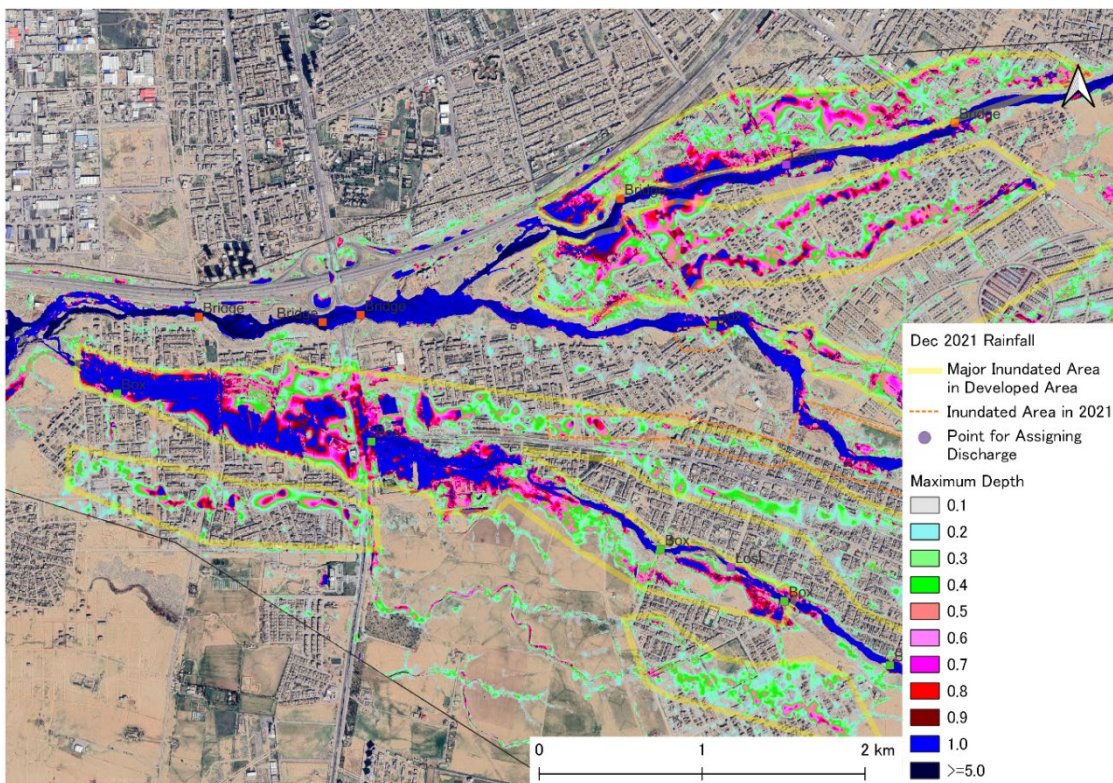 Bridge
Bridge
Bridge
Bridge
Bridge
Box
Box
Box
Lost
Box
Dec 2021 Rainfall
Major Inundated Area
in Developed Area
Inundated Area in 2021
Point for Assigning
Discharge
Maximum Depth
0.1
0.2
0.3
0.4
0.5
0.6
0.7
0.8
0.9
1.0
>=5.0
0 1 2 km